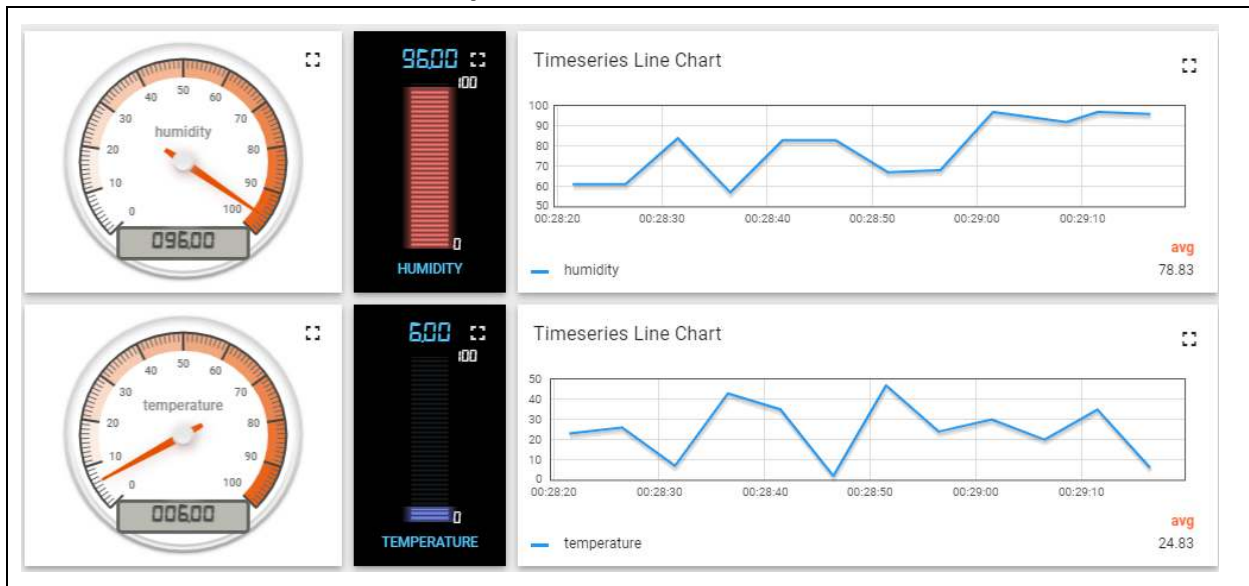 40 50 60
30 70
humidity
20 80
10 90
0 100
096.00
96.00
100
0
HUMIDITY
Timeseries Line Chart
100
90
80
70
60
50
00:28:20 00:28:30 00:28:40 00:28:50 00:29:00 00:29:10
avg
humidity 78.83
40 50 60
30 70
temperature
20 80
10 90
0 100
006.00
6.00
100
0
TEMPERATURE
Timeseries Line Chart
50
40
30
20
10
0
00:28:20 00:28:30 00:28:40 00:28:50 00:29:00 00:29:10
avg
temperature 24.83